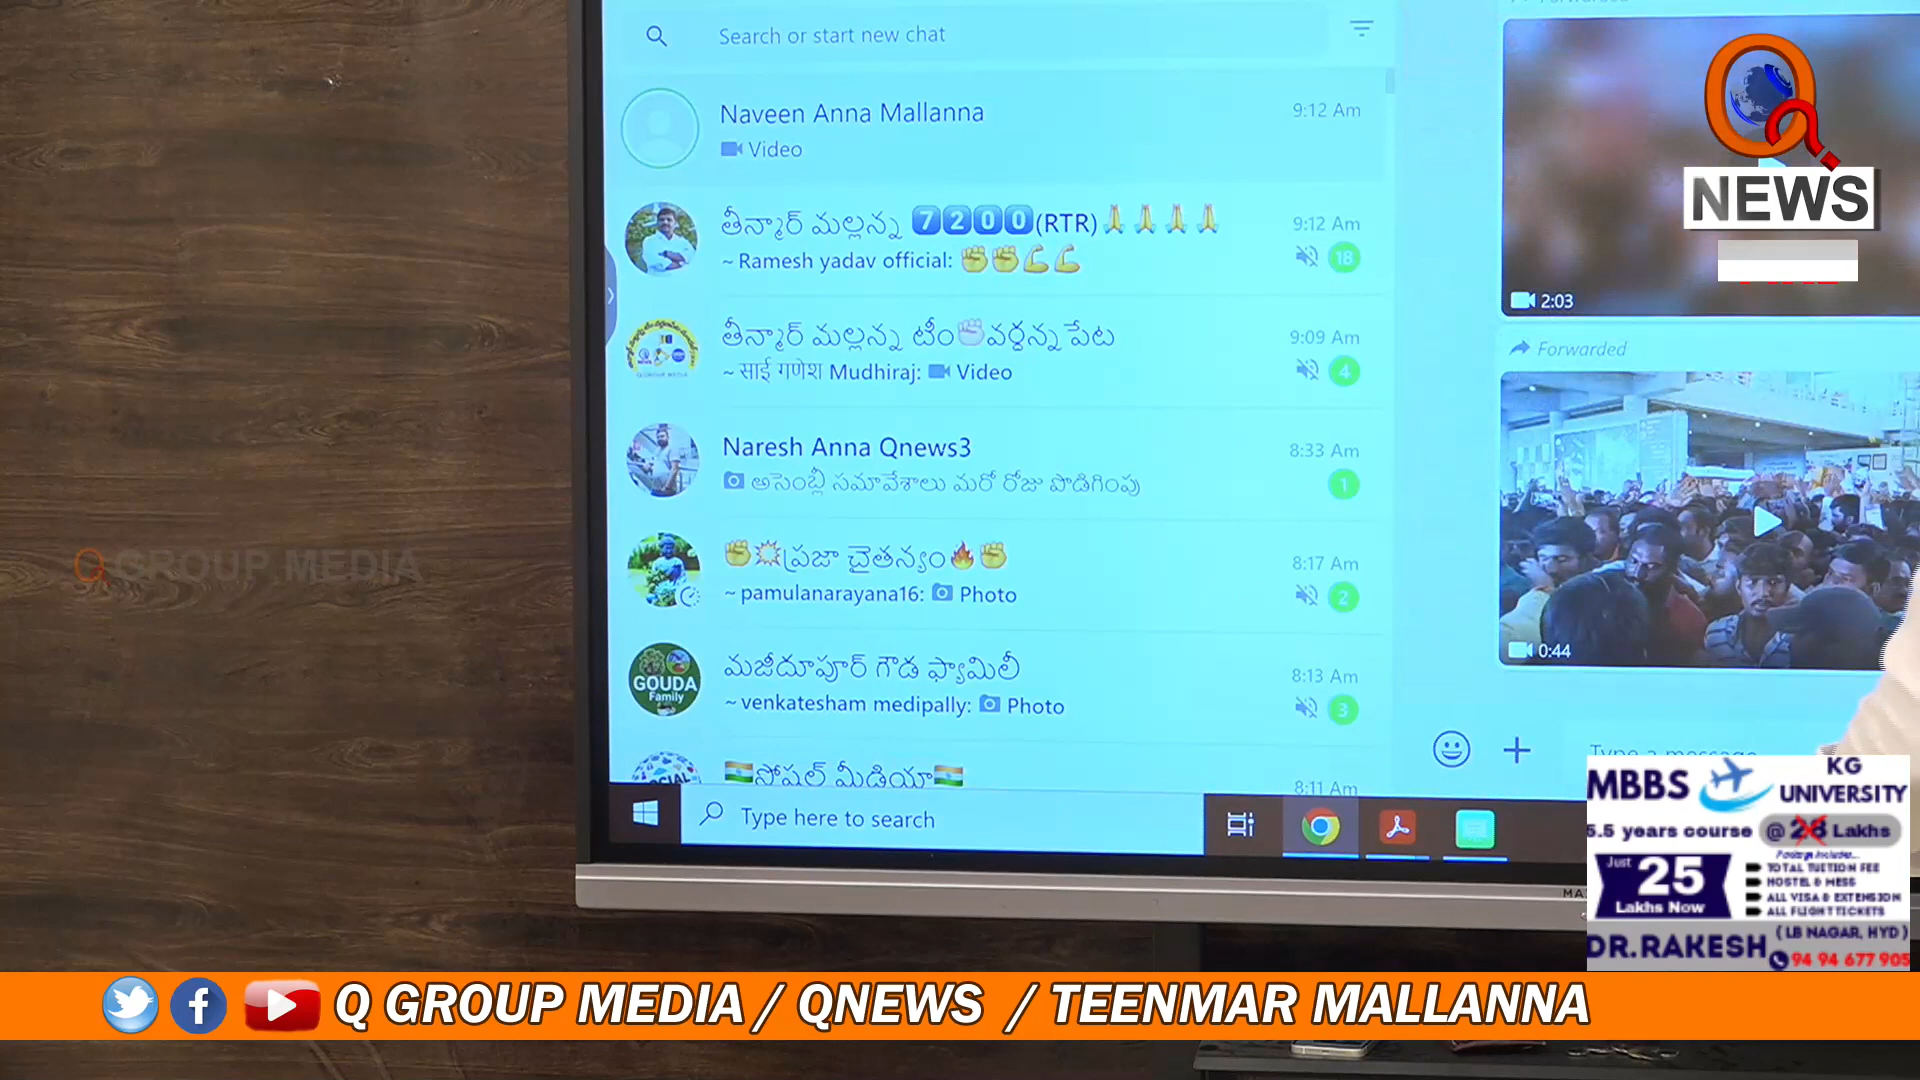 Search or start new chat
Naveen Anna Mallanna
9:12 Am
Video
తీన్మార్ మల్లన్న 7200(RTR)🙏🙏🙏🙏
9:12 Am
~ Ramesh yadav official: ✊✊💪💪
18
తీన్మార్ మల్లన్న టీం✊వర్ధన్నపేట
9:09 Am
~ साई गणेश Mudhiraj: Video
4
Naresh Anna Qnews3
8:33 Am
అసెంబ్లీ సమావేశాలు మరో రోజు పొడిగింపు
1
✊💥ప్రజా చైతన్యం🔥✊
8:17 Am
~ pamulanarayana16: Photo
2
GOUDA
Family
మజీదుపూర్ గౌడ ఫ్యామిలీ
8:13 Am
~ venkatesham medipally: Photo
3
🇮🇳సోషల్ మీడియా🇮🇳
8:11 Am
Type here to search
2:03
Forwarded
0:44
Type a message
Q
NEWS
Q GROUP MEDIA
MBBS
KG
UNIVERSITY
5.5 years course @ 28 Lakhs
Package includes...
Just
25
Lakhs Now
TOTAL TUITION FEE
HOSTEL & MESS
ALL VISA & EXTENSION
ALL FLIGHT TICKETS
DR.RAKESH
( LB NAGAR, HYD )
94 94 677 905
Q GROUP MEDIA / QNEWS / TEENMAR MALLANNA